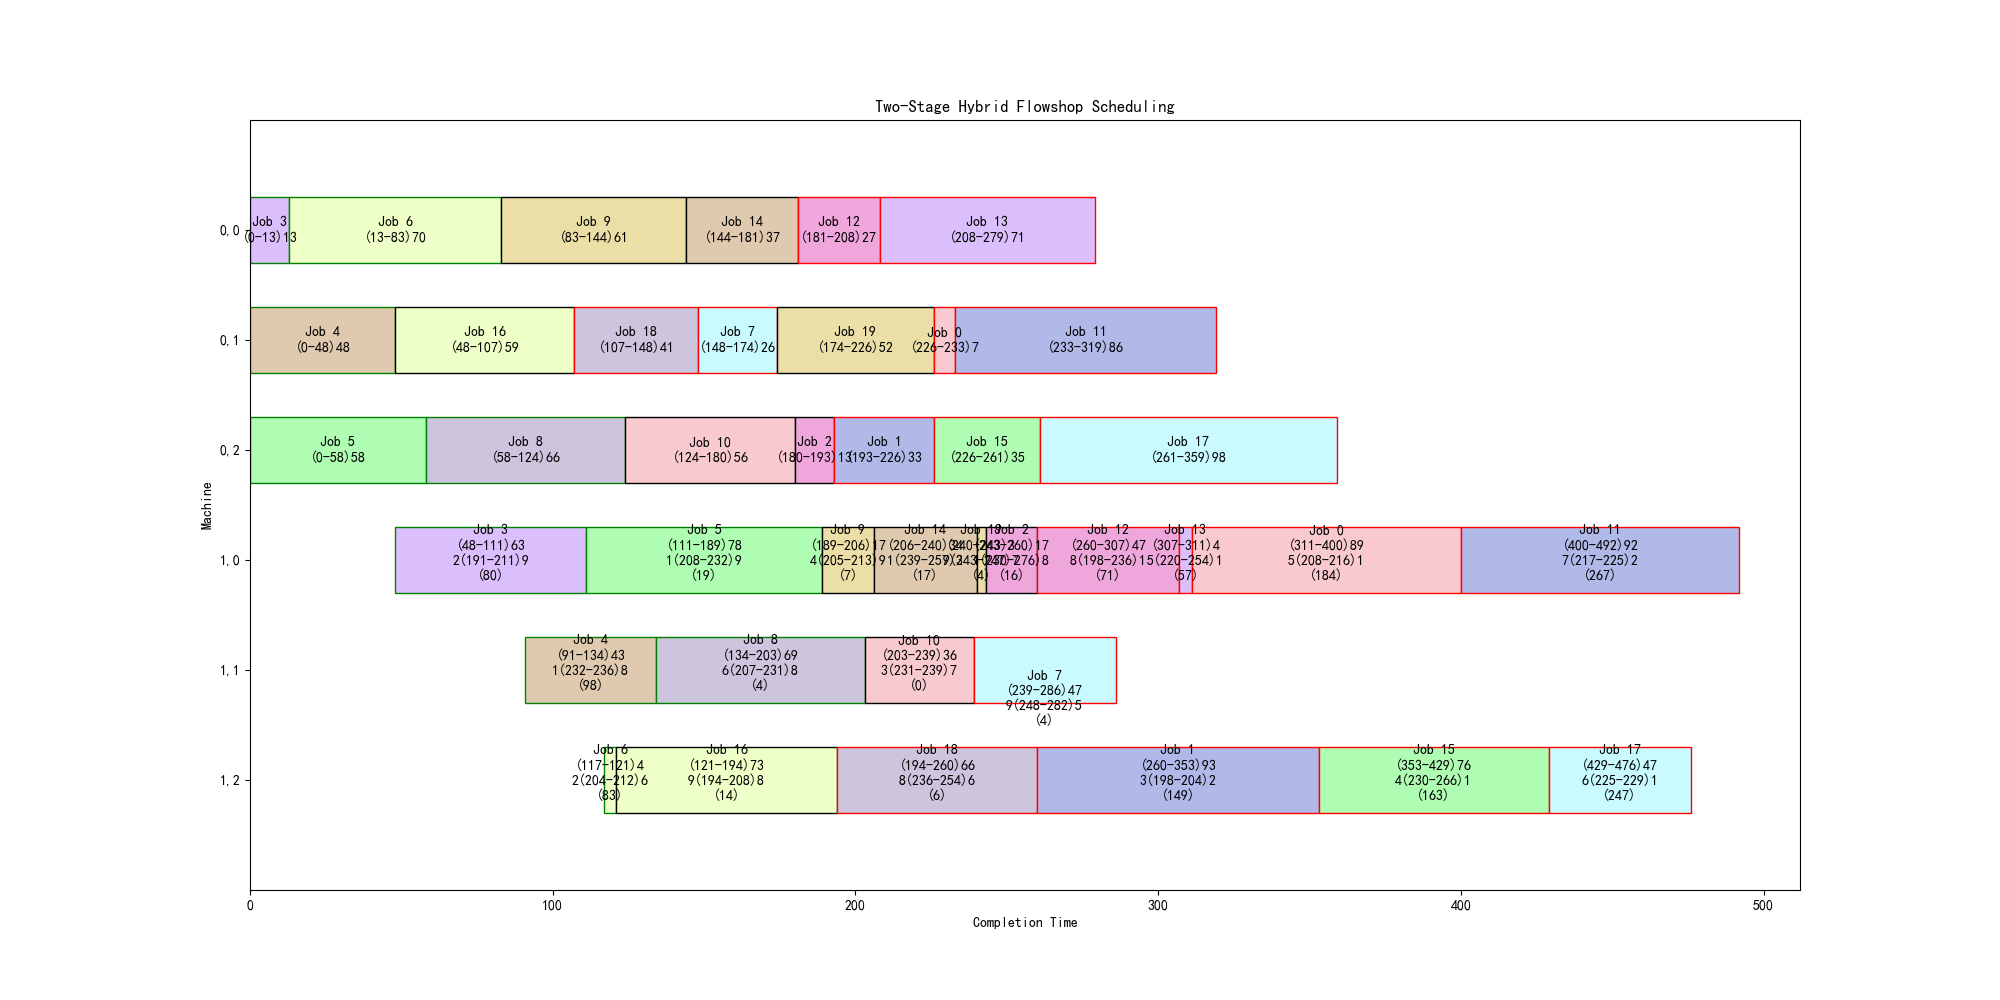 Two-Stage Hybrid Flowshop Scheduling
Machine
0,0
Job 3
(0-13)13
Job 6
(13-83)70
Job 9
(83-144)61
Job 14
(144-181)37
Job 12
(181-208)27
Job 13
(208-279)71
0,1
Job 4
(0-48)48
Job 16
(48-107)59
Job 18
(107-148)41
Job 7
(148-174)26
Job 19
(174-226)52
Job 0
(226-233)7
Job 11
(233-319)86
0,2
Job 5
(0-58)58
Job 8
(58-124)66
Job 10
(124-180)56
Job 2
(180-193)13
Job 1
(193-226)33
Job 15
(226-261)35
Job 17
(261-359)98
1,0
Job 3
(48-111)63
2(191-211)9
(80)
Job 5
(111-189)78
1(208-232)9
(19)
Job 9
(189-206)17
4(205-213)9
(7)
Job 14
(206-240)34
1(239-257)
(17)
Job 19
(240-243)3
(4)
Job 2
(243-260)17
(16)
Job 12
(260-307)47
8(198-236)1
(71)
Job 13
(307-311)4
5(220-254)1
(57)
Job 0
(311-400)89
5(208-216)1
(184)
Job 11
(400-492)92
7(217-225)2
(267)
1,1
Job 4
(91-134)43
1(232-236)8
(98)
Job 8
(134-203)69
6(207-231)8
(4)
Job 10
(203-239)36
3(231-239)7
(0)
Job 7
(239-286)47
9(248-282)5
(4)
1,2
Job 6
(117-121)4
2(204-212)6
(83)
Job 16
(121-194)73
9(194-208)8
(14)
Job 18
(194-260)66
8(236-254)6
(6)
Job 1
(260-353)93
3(198-204)2
(149)
Job 15
(353-429)76
4(230-266)1
(163)
Job 17
(429-476)47
6(225-229)1
(247)
0
100
200
300
400
500
Completion Time